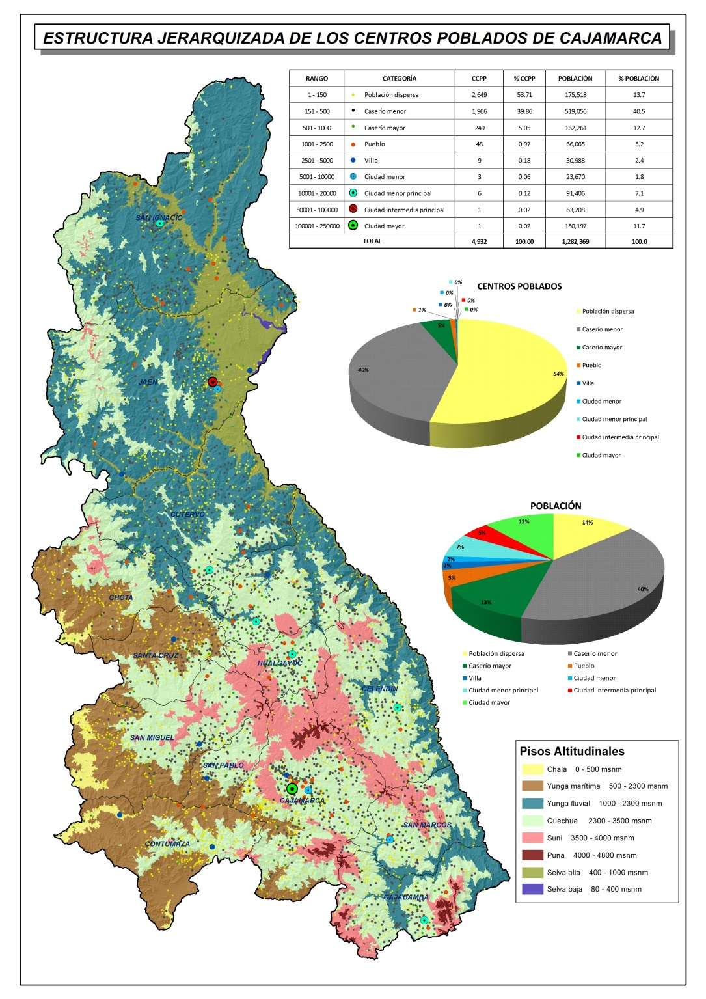 ESTRUCTURA JERARQUIZADA DE LOS CENTROS POBLADOS DE CAJAMARCA
RANGO CATEGORÍA CCPP % CCPP POBLACIÓN % POBLACIÓN
1 - 150 Población dispersa 2,649 53.71 175,518 13.7
151 - 500 Caserío menor 1,966 39.86 519,056 40.5
501 - 1000 Caserío mayor 249 5.05 162,261 12.7
1001 - 2500 Pueblo 48 0.97 66,065 5.2
2501 - 5000 Villa 9 0.18 30,988 2.4
5001 - 10000 Ciudad menor 3 0.06 23,670 1.8
10001 - 20000 Ciudad menor principal 6 0.12 91,406 7.1
50001 - 100000 Ciudad intermedia principal 1 0.02 63,208 4.9
100001 - 250000 Ciudad mayor 1 0.02 150,197 11.7
TOTAL 4,932 100.00 1,282,369 100.0
SAN IGNACIO
JAEN
CUTERVO
CHOTA
SANTA CRUZ
HUALGAYOC
CELENDIN
SAN MIGUEL
SAN PABLO
CAJAMARCA
SAN MARCOS
CONTUMAZA
CAJABAMBA
CENTROS POBLADOS
0%
0%
0%
0%
0%
1%
5%
40%
54%
Población dispersa
Caserío menor
Caserío mayor
Pueblo
Villa
Ciudad menor
Ciudad menor principal
Ciudad intermedia principal
Ciudad mayor
POBLACIÓN
12%
14%
5%
7%
2%
2%
5%
13%
40%
Población dispersa Caserío menor
Caserío mayor Pueblo
Villa Ciudad menor
Ciudad menor principal Ciudad intermedia principal
Ciudad mayor
Pisos Altitudinales
Chala 0 - 500 msnm
Yunga marítima 500 - 2300 msnm
Yunga fluvial 1000 - 2300 msnm
Quechua 2300 - 3500 msnm
Suni 3500 - 4000 msnm
Puna 4000 - 4800 msnm
Selva alta 400 - 1000 msnm
Selva baja 80 - 400 msnm